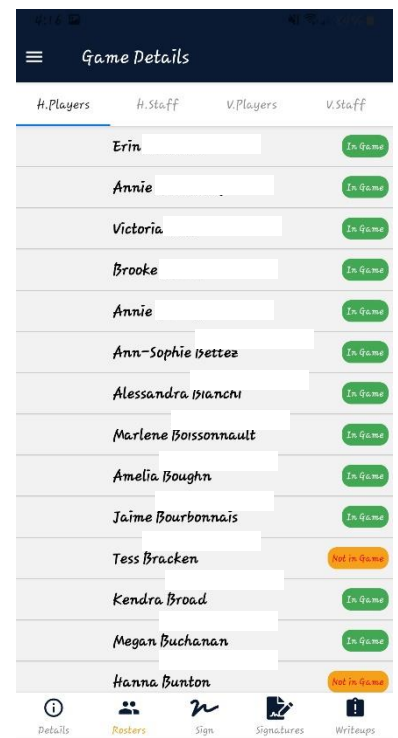 4:16
Game Details
H.Players H.Staff V.Players V.Staff
Erin In Game
Annie In Game
Victoria In Game
Brooke In Game
Annie In Game
Ann-Sophie Bettez In Game
Alessandra Bianchi In Game
Marlene Boissonnault In Game
Amelia Boughn In Game
Jaime Bourbonnais In Game
Tess Bracken Not in Game
Kendra Broad In Game
Megan Buchanan In Game
Hanna Bunton Not in Game
Details Rosters Sign Signatures Writeups